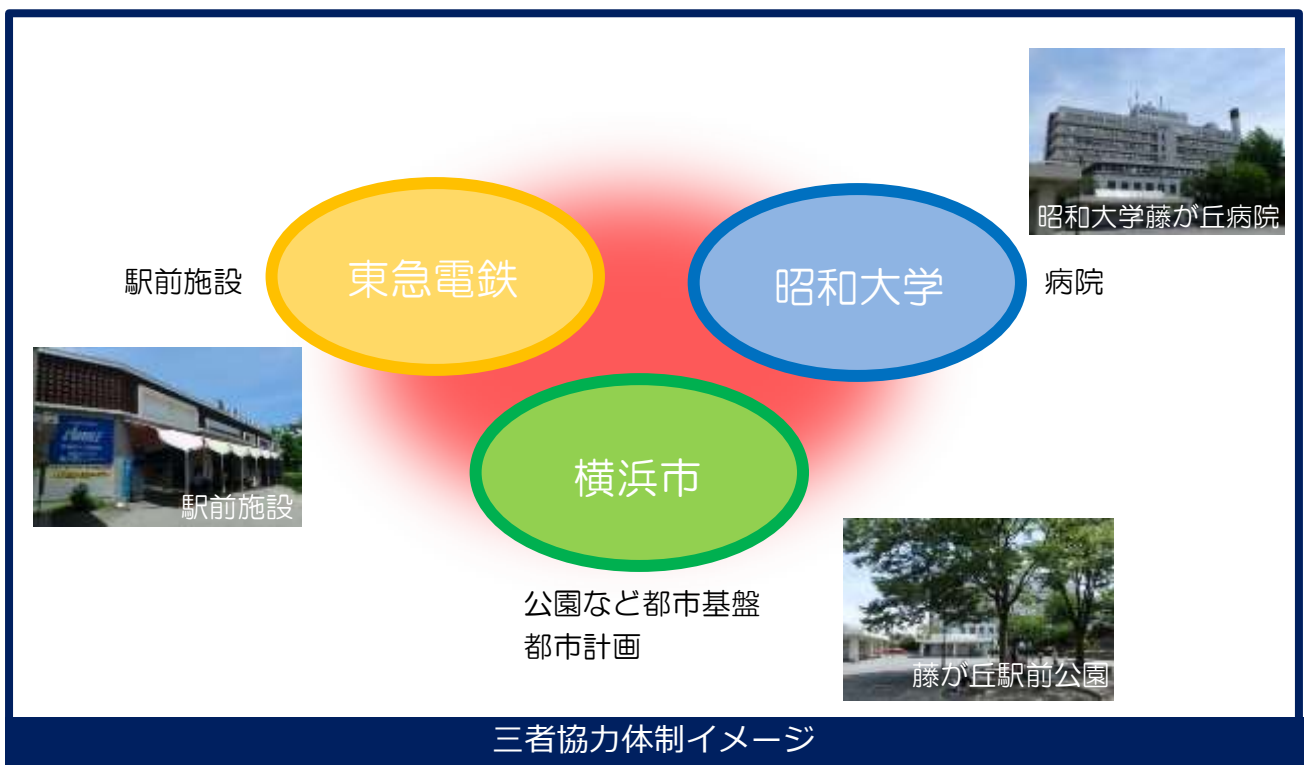 昭和大学藤が丘病院
東急電鉄
昭和大学
駅前施設
病院
駅前施設
横浜市
公園など都市基盤
都市計画
藤が丘駅前公園
三者協力体制イメージ